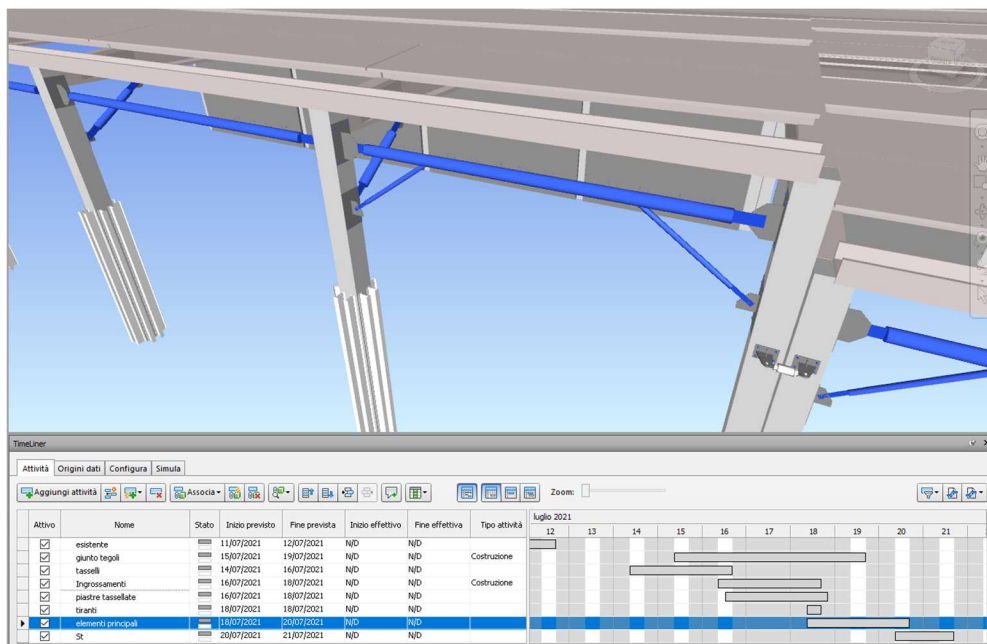 TimeLiner
Attività Origini dati Configura Simula
Aggiungi attività Associa Zoom:
Attivo Nome Stato Inizio previsto Fine prevista Inizio effettivo Fine effettiva Tipo attività
luglio 2021
12 13 14 15 16 17 18 19 20 21
esistente 11/07/2021 12/07/2021 N/D N/D
giunto tegoli 15/07/2021 19/07/2021 N/D N/D Costruzione
tasselli 14/07/2021 16/07/2021 N/D N/D
Ingrossamenti 16/07/2021 18/07/2021 N/D N/D Costruzione
piastre tassellate 16/07/2021 18/07/2021 N/D N/D
tiranti 18/07/2021 18/07/2021 N/D N/D
elementi principali 18/07/2021 20/07/2021 N/D N/D
St 20/07/2021 21/07/2021 N/D N/D